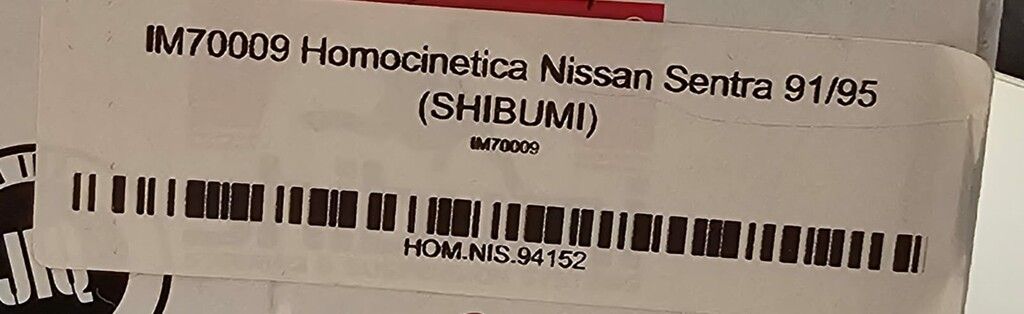 IM70009 Homocinetica Nissan Sentra 91/95
(SHIBUMI)
IM70009
HOM.NIS.94152